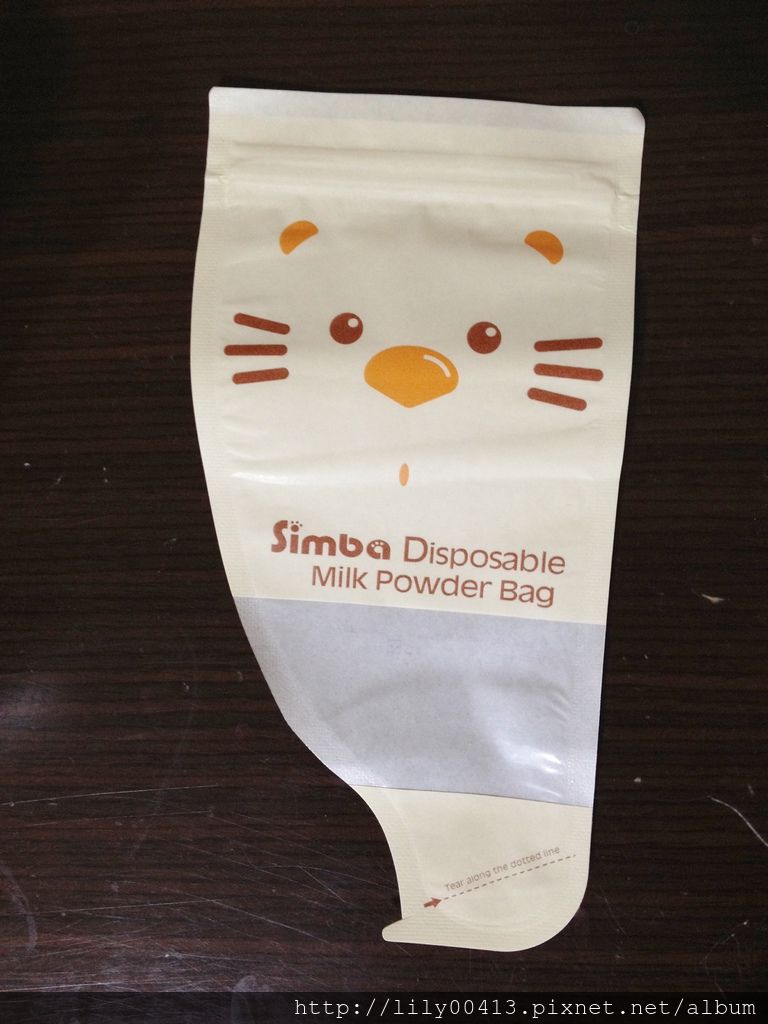 Simba Disposable
Milk Powder Bag
Tear along the dotted line
http://lily00413.pixnet.net/album